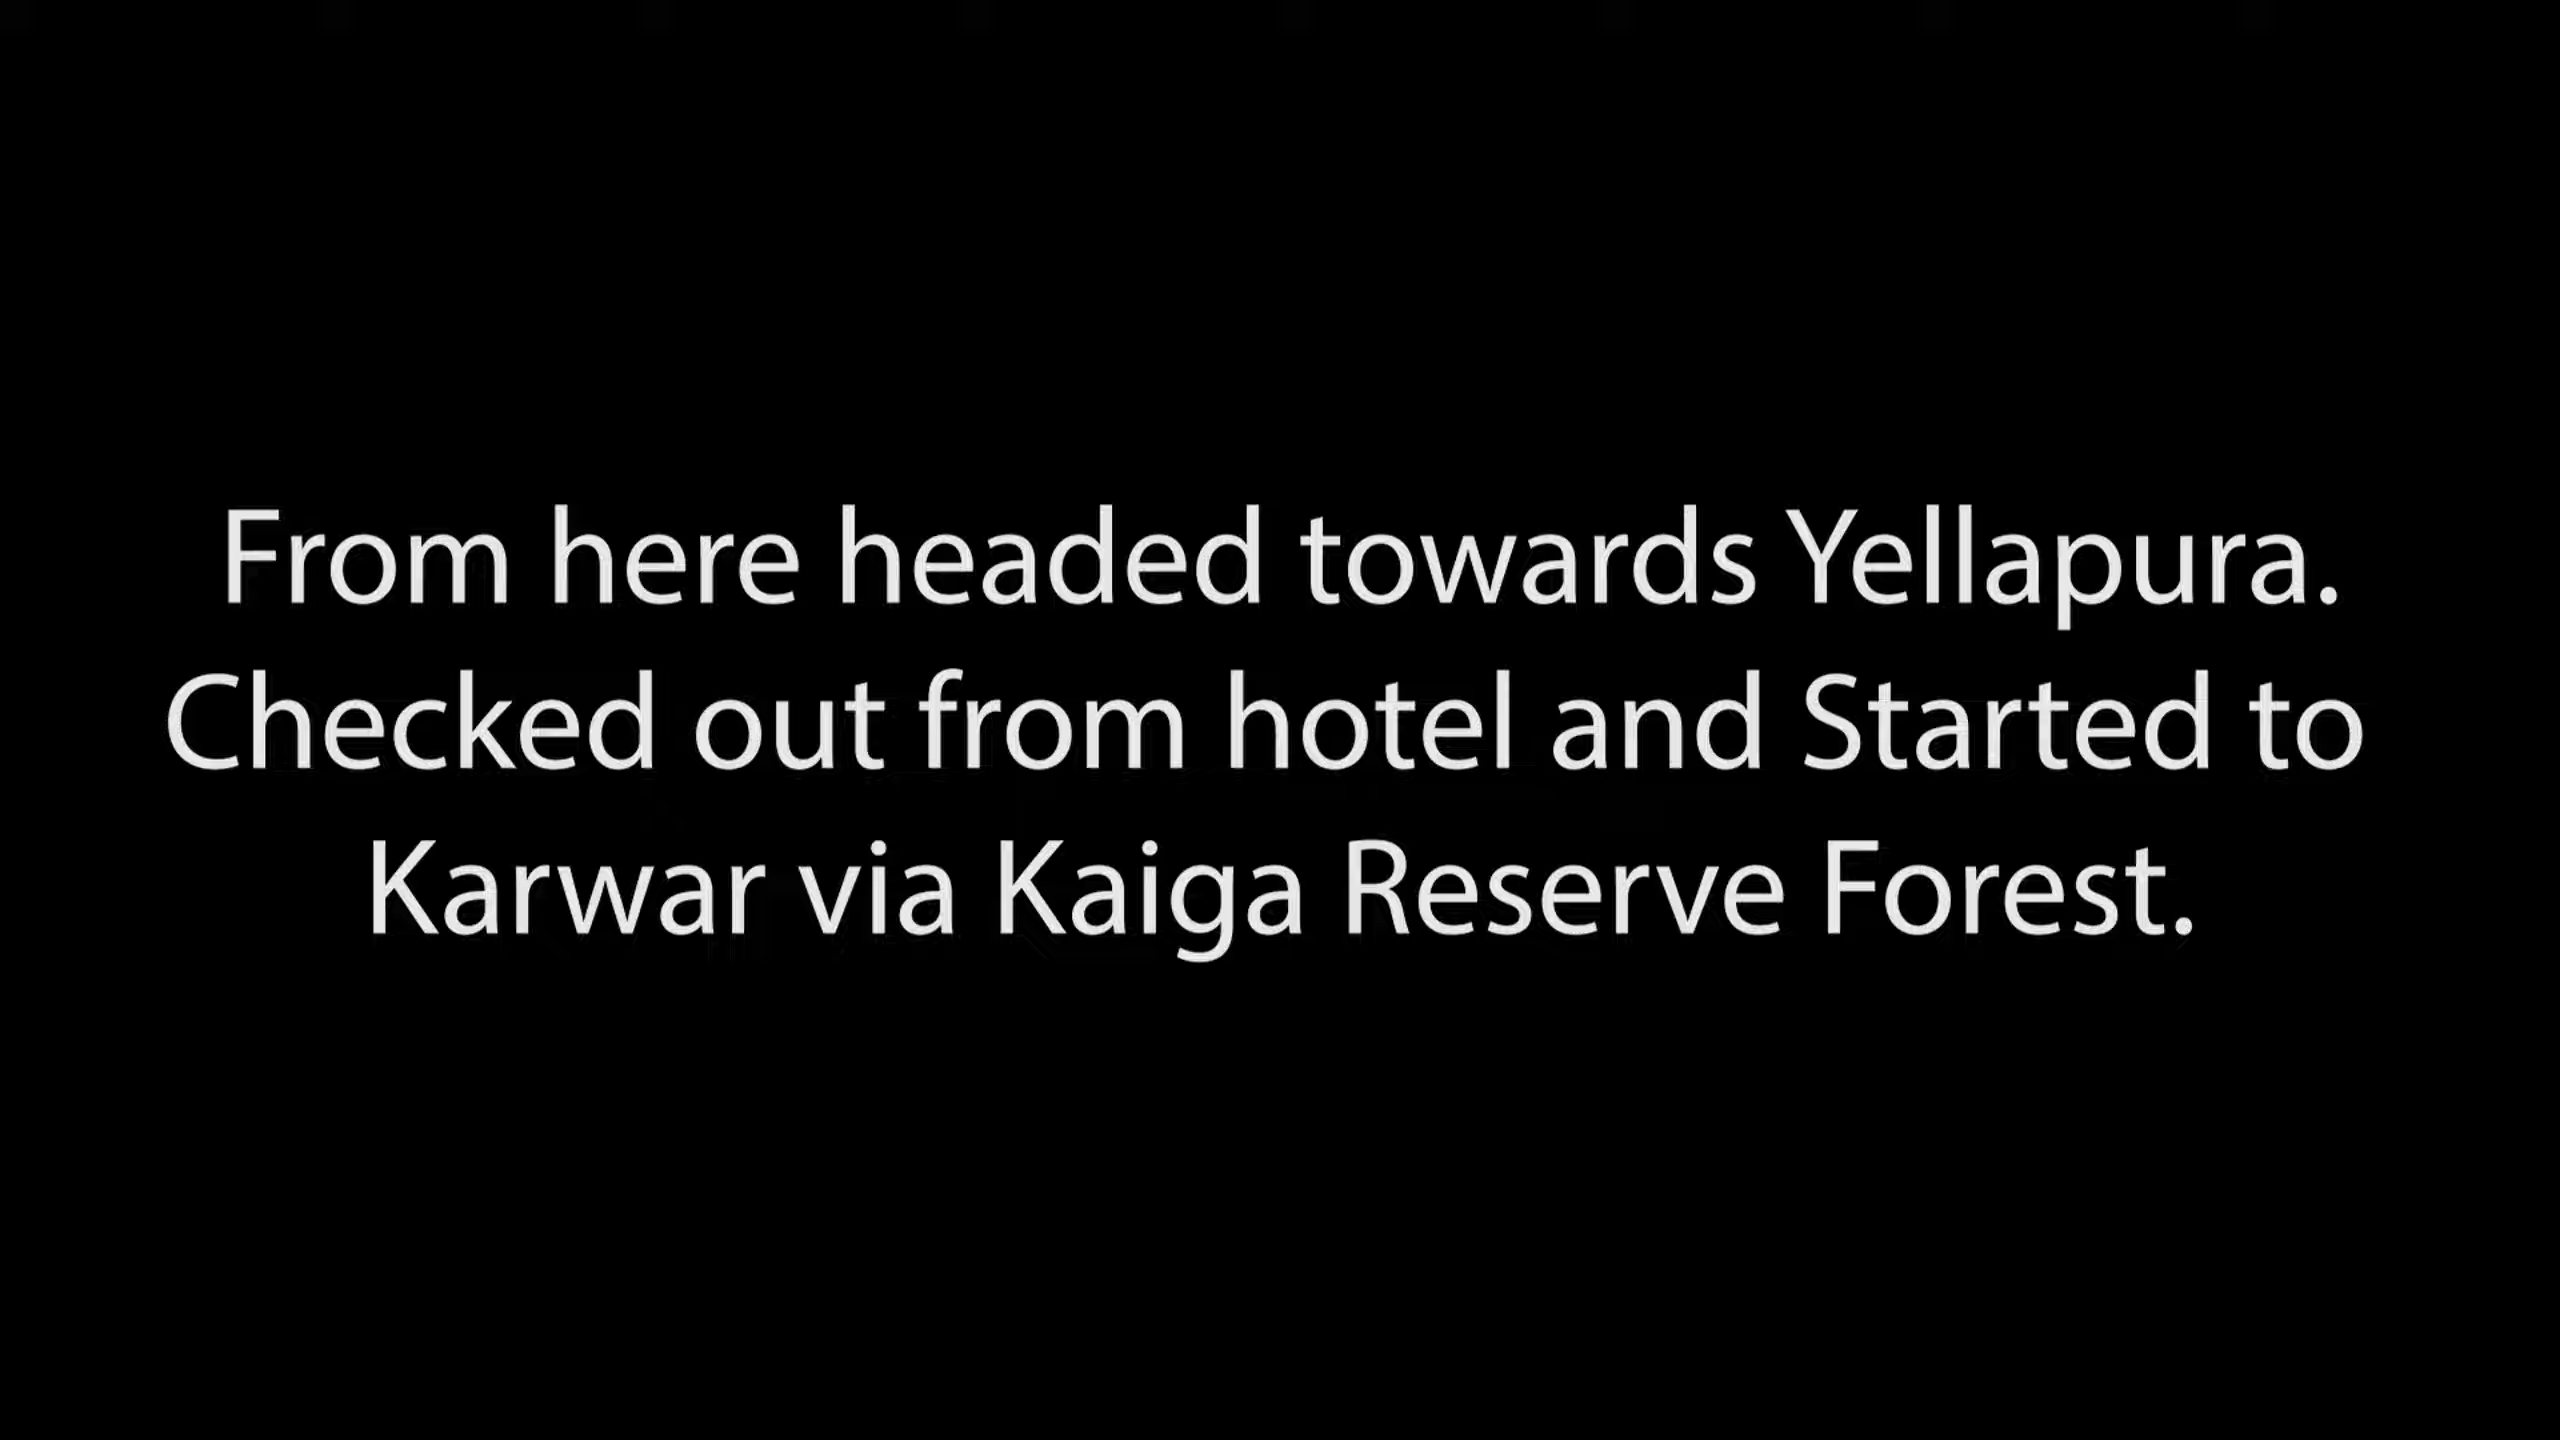 From here headed towards Yellapura.
Checked out from hotel and Started to
Karwar via Kaiga Reserve Forest.